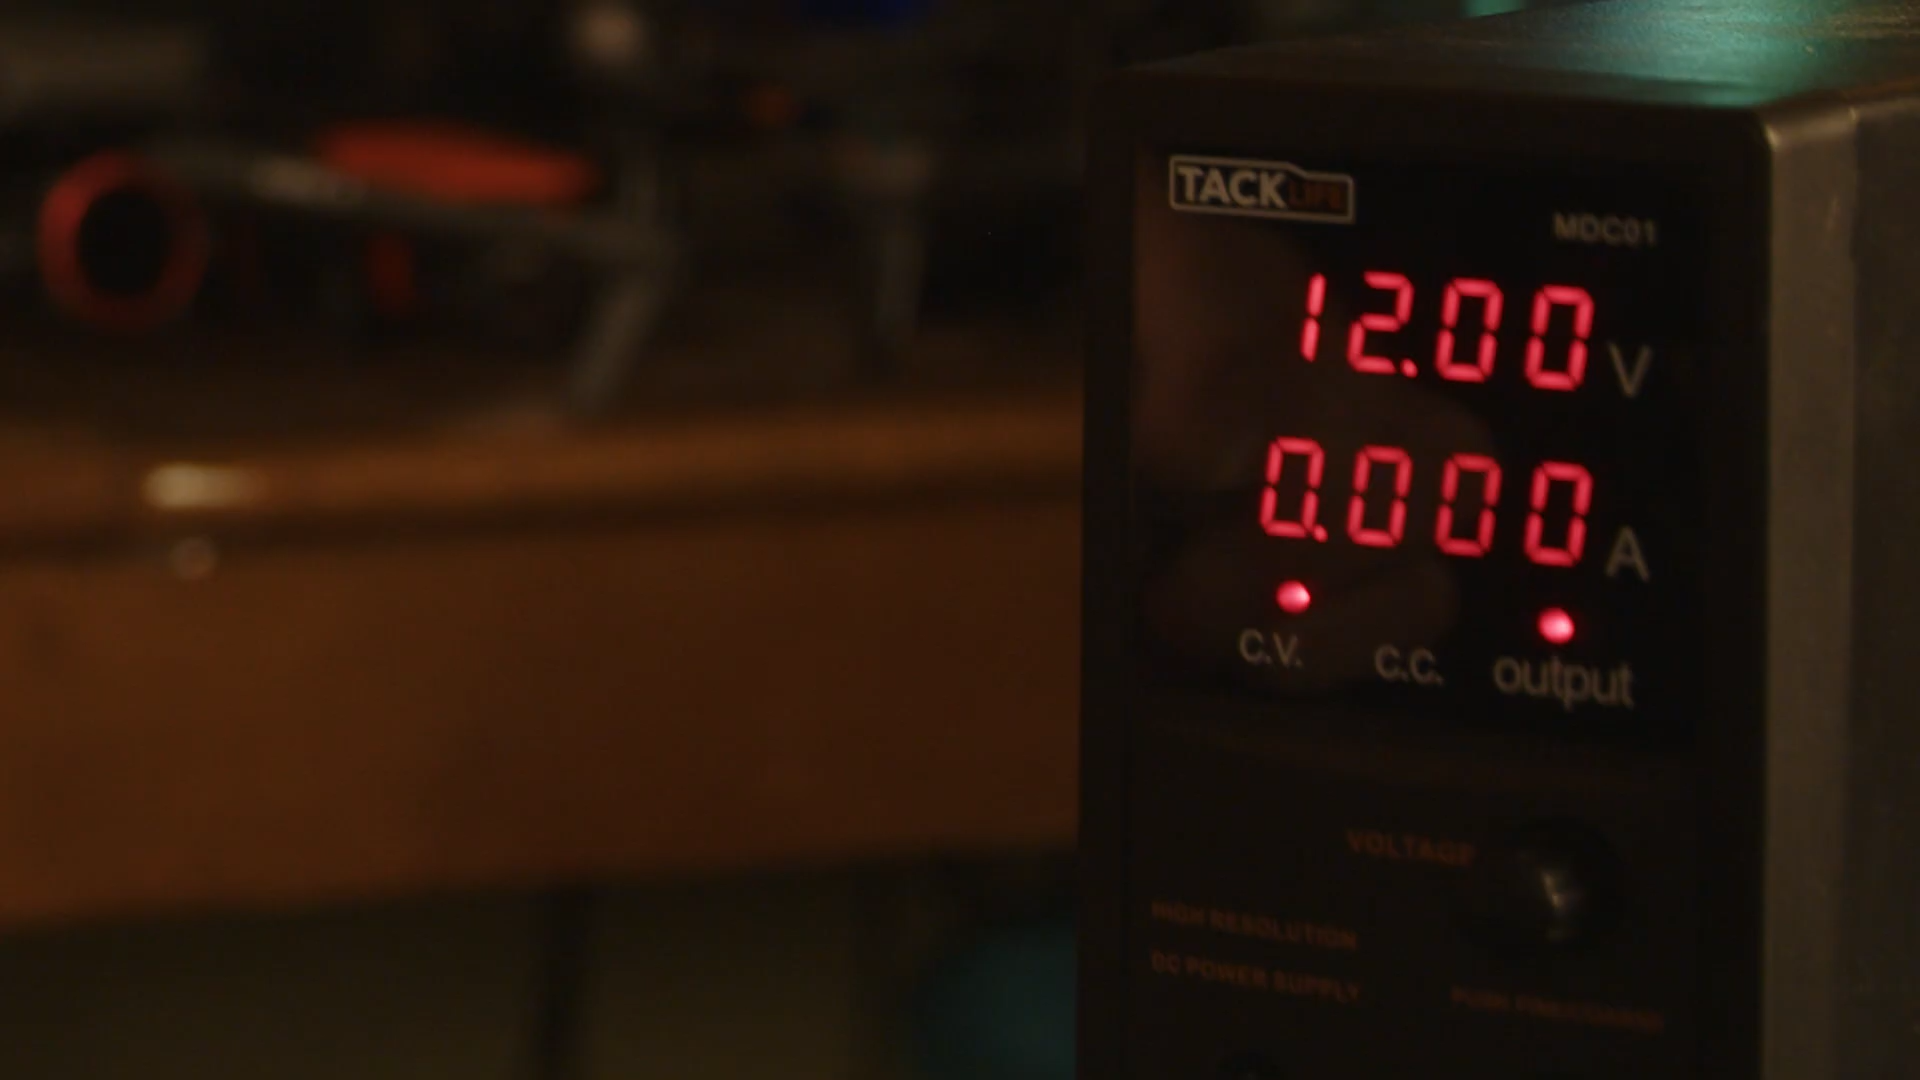 TACKLIFE
MDC01
12.00 V
0.000 A
C.V. C.C. output
VOLTAGE
HIGH RESOLUTION
DC POWER SUPPLY